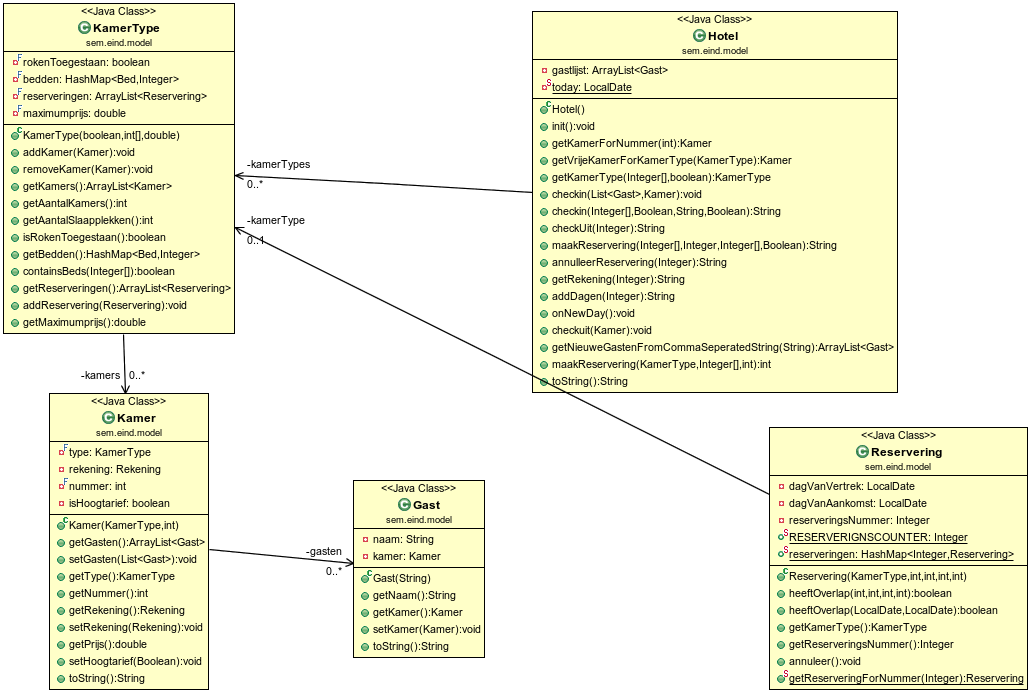 <<Java Class>>
KamerType
sem.eind.model
rokenToegestaan: boolean
bedden: HashMap<Bed,Integer>
reserveringen: ArrayList<Reservering>
maximumprijs: double
KamerType(boolean,int[],double)
addKamer(Kamer):void
removeKamer(Kamer):void
getKamers():ArrayList<Kamer>
getAantalKamers():int
getAantalSlaapplekken():int
isRokenToegestaan():boolean
getBedden():HashMap<Bed,Integer>
containsBeds(Integer[]):boolean
getReserveringen():ArrayList<Reservering>
addReservering(Reservering):void
getMaximumprijs():double
<<Java Class>>
Hotel
sem.eind.model
gastlijst: ArrayList<Gast>
today: LocalDate
Hotel()
init():void
getKamerForNummer(int):Kamer
getVrijeKamerForKamerType(KamerType):Kamer
getKamerType(Integer[],boolean):KamerType
checkin(List<Gast>,Kamer):void
checkin(Integer[],Boolean,String,Boolean):String
checkUit(Integer):String
maakReservering(Integer[],Integer,Integer[],Boolean):String
annulleerReservering(Integer):String
getRekening(Integer):String
addDagen(Integer):String
onNewDay():void
checkuit(Kamer):void
getNieuweGastenFromCommaSeperatedString(String):ArrayList<Gast>
maakReservering(KamerType,Integer[],int):int
toString():String
-kamerTypes
0..*
-kamerType
0..1
-kamers
0..*
<<Java Class>>
Kamer
sem.eind.model
type: KamerType
rekening: Rekening
nummer: int
isHoogtarief: boolean
Kamer(KamerType,int)
getGasten():ArrayList<Gast>
setGasten(List<Gast>):void
getType():KamerType
getNummer():int
getRekening():Rekening
setRekening(Rekening):void
getPrijs():double
setHoogtarief(Boolean):void
toString():String
-gasten
0..*
<<Java Class>>
Gast
sem.eind.model
naam: String
kamer: Kamer
Gast(String)
getNaam():String
getKamer():Kamer
setKamer(Kamer):void
toString():String
<<Java Class>>
Reservering
sem.eind.model
dagVanVertrek: LocalDate
dagVanAankomst: LocalDate
reserveringsNummer: Integer
RESERVERIGNSCOUNTER: Integer
reserveringen: HashMap<Integer,Reservering>
Reservering(KamerType,int,int,int,int)
heeftOverlap(int,int,int,int):boolean
heeftOverlap(LocalDate,LocalDate):boolean
getKamerType():KamerType
getReserveringsNummer():Integer
annuleer():void
getReserveringForNummer(Integer):Reservering